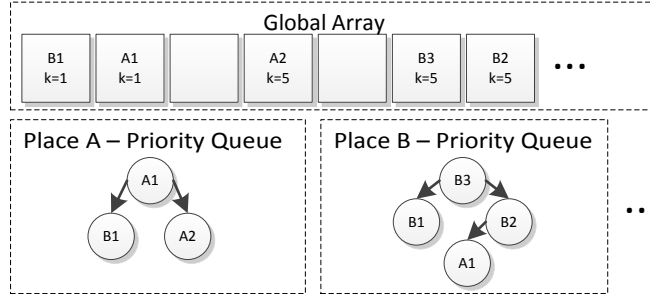 Global Array
B1 A1 A2 B3 B2
k=1 k=1 k=5 k=5 k=5
...
Place A – Priority Queue
A1
B1 A2
Place B – Priority Queue
B3
B1 B2
A1
..